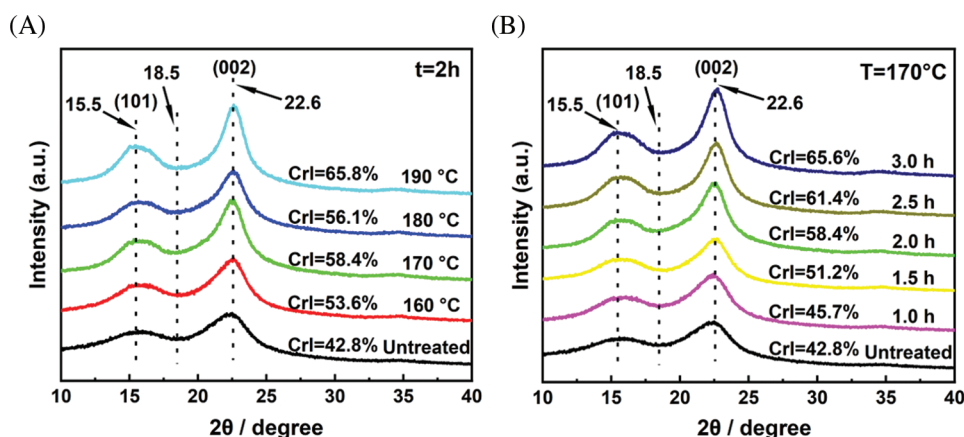 (A)
t=2h
(002)
18.5
15.5 (101)
22.6
CrI=65.8%
190 °C
CrI=56.1%
180 °C
CrI=58.4%
170 °C
CrI=53.6%
160 °C
CrI=42.8% Untreated
Intensity (a.u.)
10 15 20 25 30 35 40
2θ / degree
(B)
T=170°C
(002)
18.5
15.5 (101)
22.6
CrI=65.6%
3.0 h
CrI=61.4%
2.5 h
CrI=58.4%
2.0 h
CrI=51.2%
1.5 h
CrI=45.7%
1.0 h
CrI=42.8% Untreated
Intensity (a.u.)
10 15 20 25 30 35 40
2θ / degree